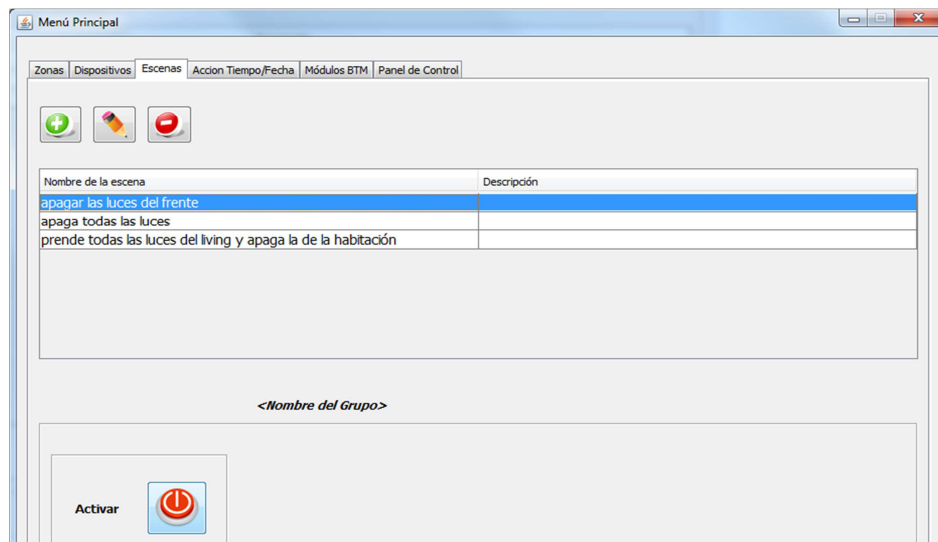 Menú Principal
Zonas Dispositivos Escenas Accion Tiempo/Fecha Módulos BTM Panel de Control
Nombre de la escena Descripción
apagar las luces del frente
apaga todas las luces
prende todas las luces del living y apaga la de la habitación
<Nombre del Grupo>
Activar